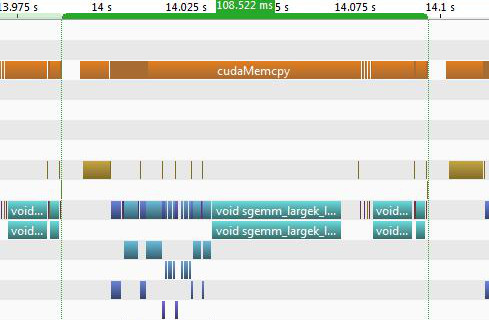 13.975 s 14 s 14.025 s 108.522 ms 5 s 14.075 s 14.1 s
cudaMemcpy
void... void sgemm_largek_l... void...
void... void sgemm_largek_l... void...